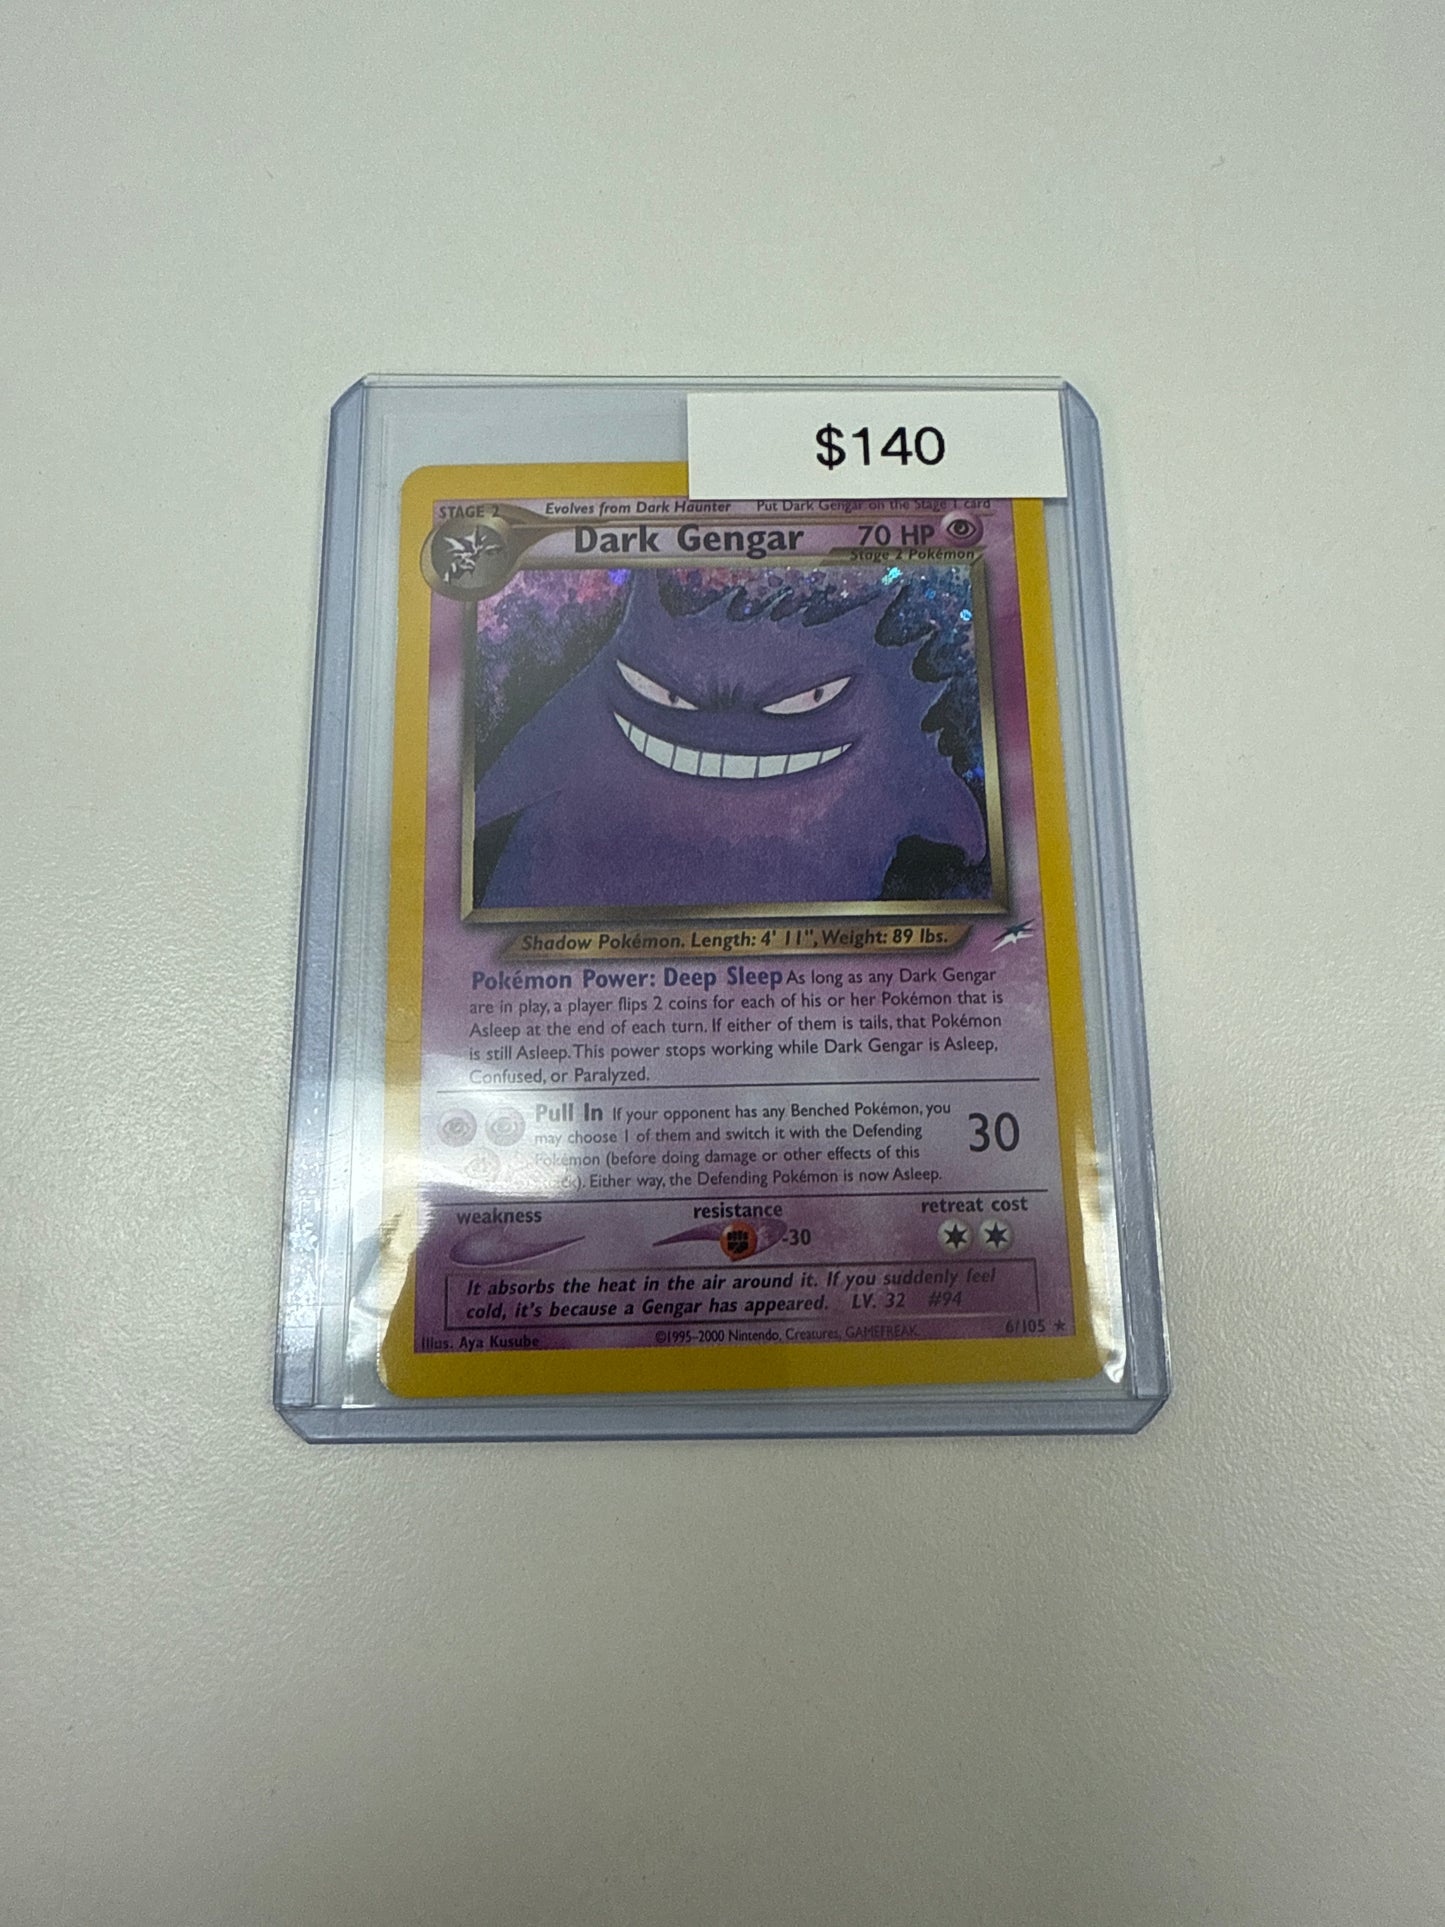 $140
STAGE 2
Evolves from Dark Haunter Put Dark Gengar on the Stage 1 card
Dark Gengar 70 HP
Stage 2 Pokémon
Shadow Pokémon. Length: 4' 11", Weight: 89 lbs.
Pokémon Power: Deep Sleep As long as any Dark Gengar
are in play, a player flips 2 coins for each of his or her Pokémon that is
Asleep at the end of each turn. If either of them is tails, that Pokémon
is still Asleep. This power stops working while Dark Gengar is Asleep,
Confused, or Paralyzed.
Pull In If your opponent has any Benched Pokémon, you
may choose 1 of them and switch it with the Defending
Pokémon (before doing damage or other effects of this
Either way, the Defending Pokémon is now Asleep.
30
weakness
resistance
-30
retreat cost
It absorbs the heat in the air around it. If you suddenly feel
cold, it's because a Gengar has appeared. LV. 32 #94
Illus. Aya Kusube
©1995-2000 Nintendo, Creatures, GAMEFREAK.
6/105 ★